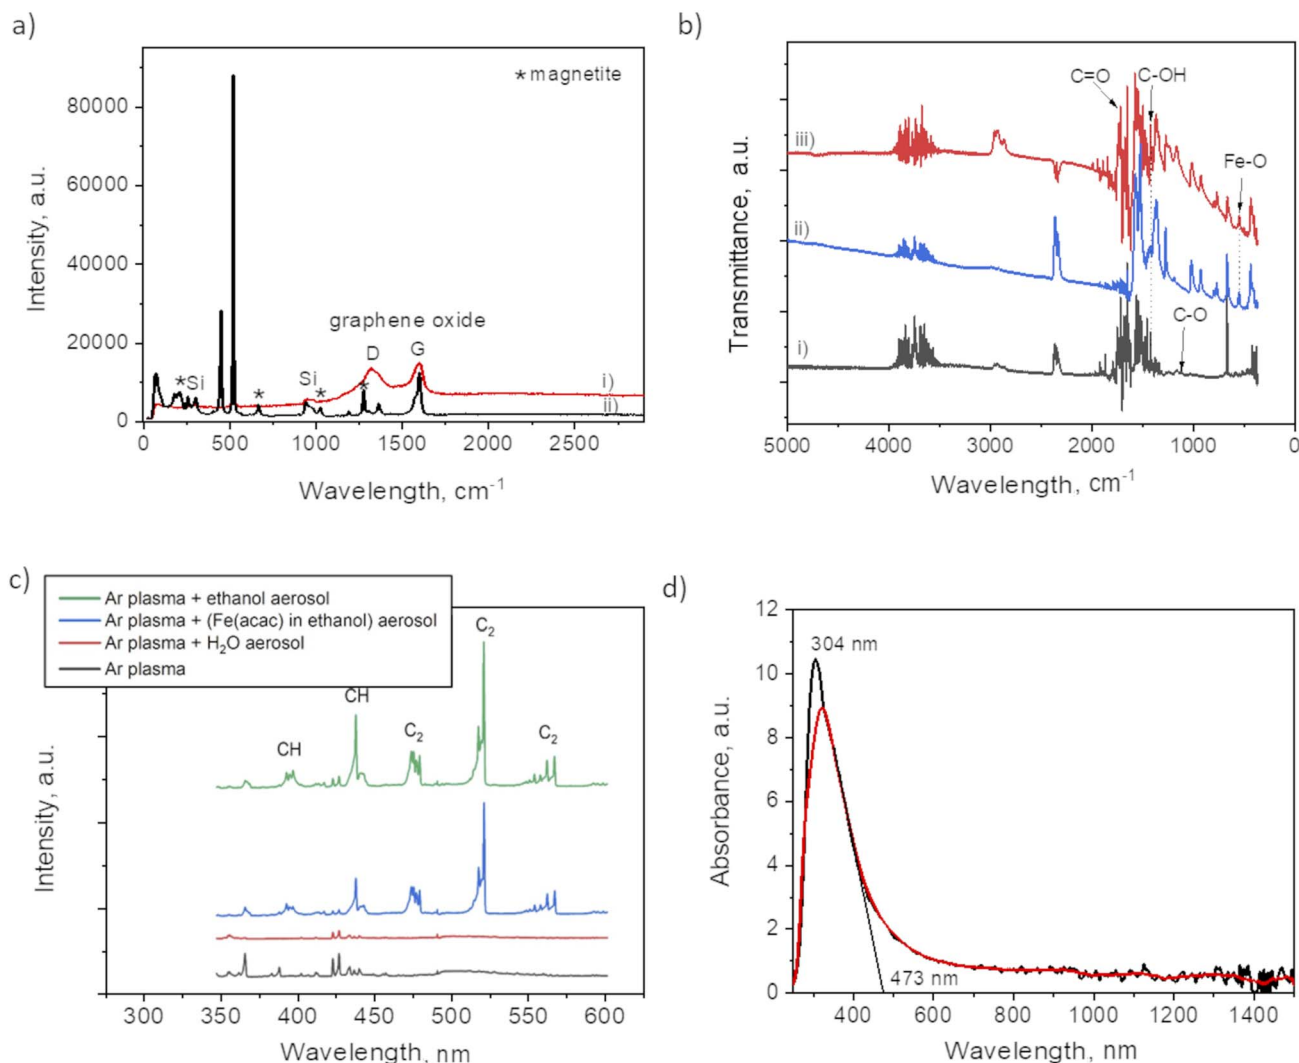 a)
* magnetite
80000
60000
40000
20000
0
Intensity, a.u.
graphene oxide
D
G
*
Si
*
Si
*
*
i)
ii)
0
500
1000
1500
2000
2500
Wavelength, cm-1
b)
C=O
C-OH
iii)
Fe-O
ii)
C-O
i)
Transmittance, a.u.
5000
4000
3000
2000
1000
0
Wavelength, cm-1
c)
Ar plasma + ethanol aerosol
Ar plasma + (Fe(acac) in ethanol) aerosol
Ar plasma + H2O aerosol
Ar plasma
C2
CH
C2
C2
CH
Intensity, a.u.
300
350
400
450
500
550
600
Wavelength, nm
d)
12
10
8
6
4
2
0
304 nm
473 nm
Absorbance, a.u.
400
600
800
1000
1200
1400
Wavelength, nm